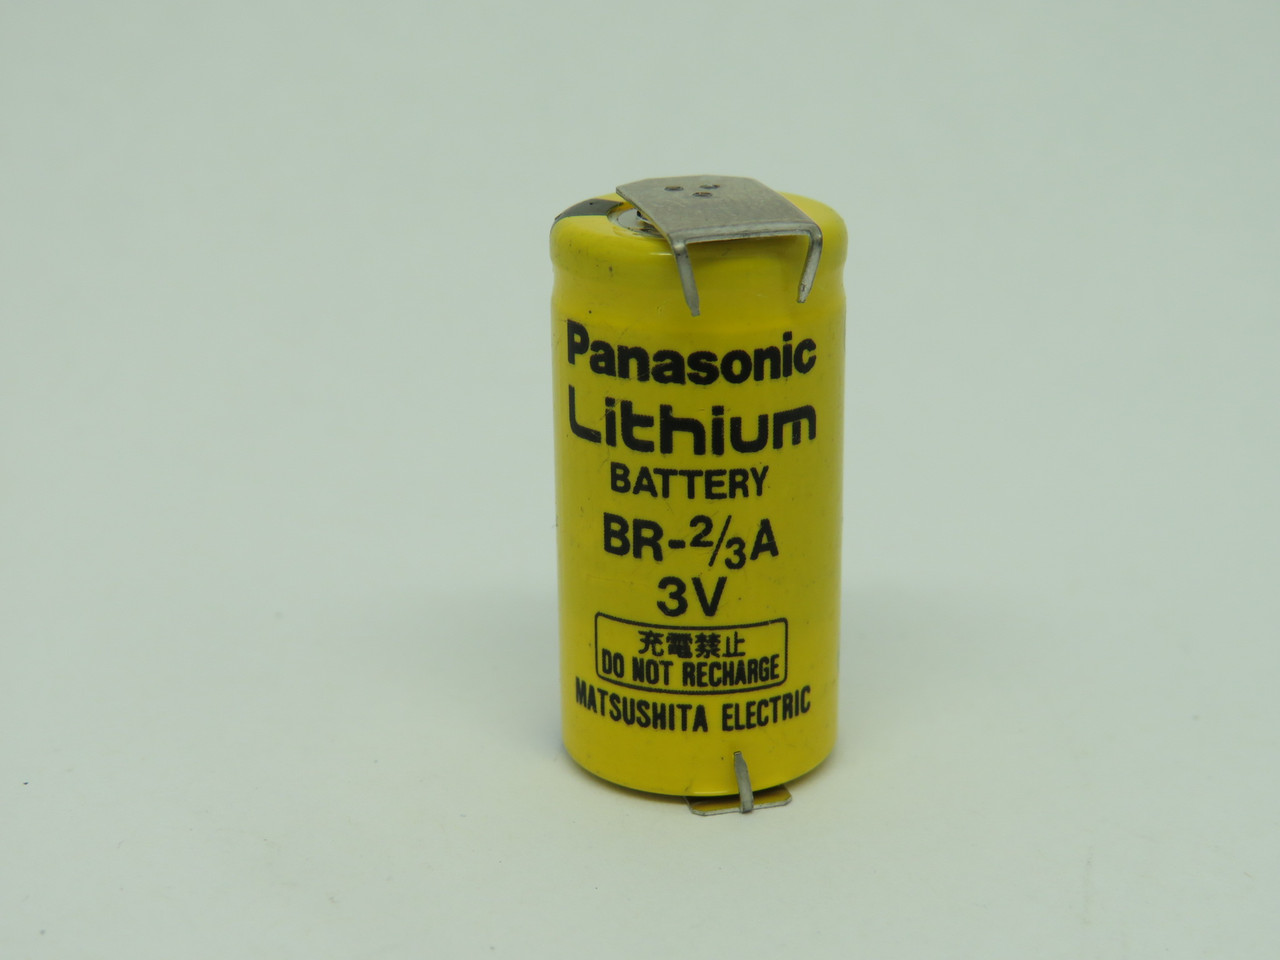 Panasonic
Lithium
BATTERY
BR-2/3A
3V
充電禁止
DO NOT RECHARGE
MATSUSHITA ELECTRIC